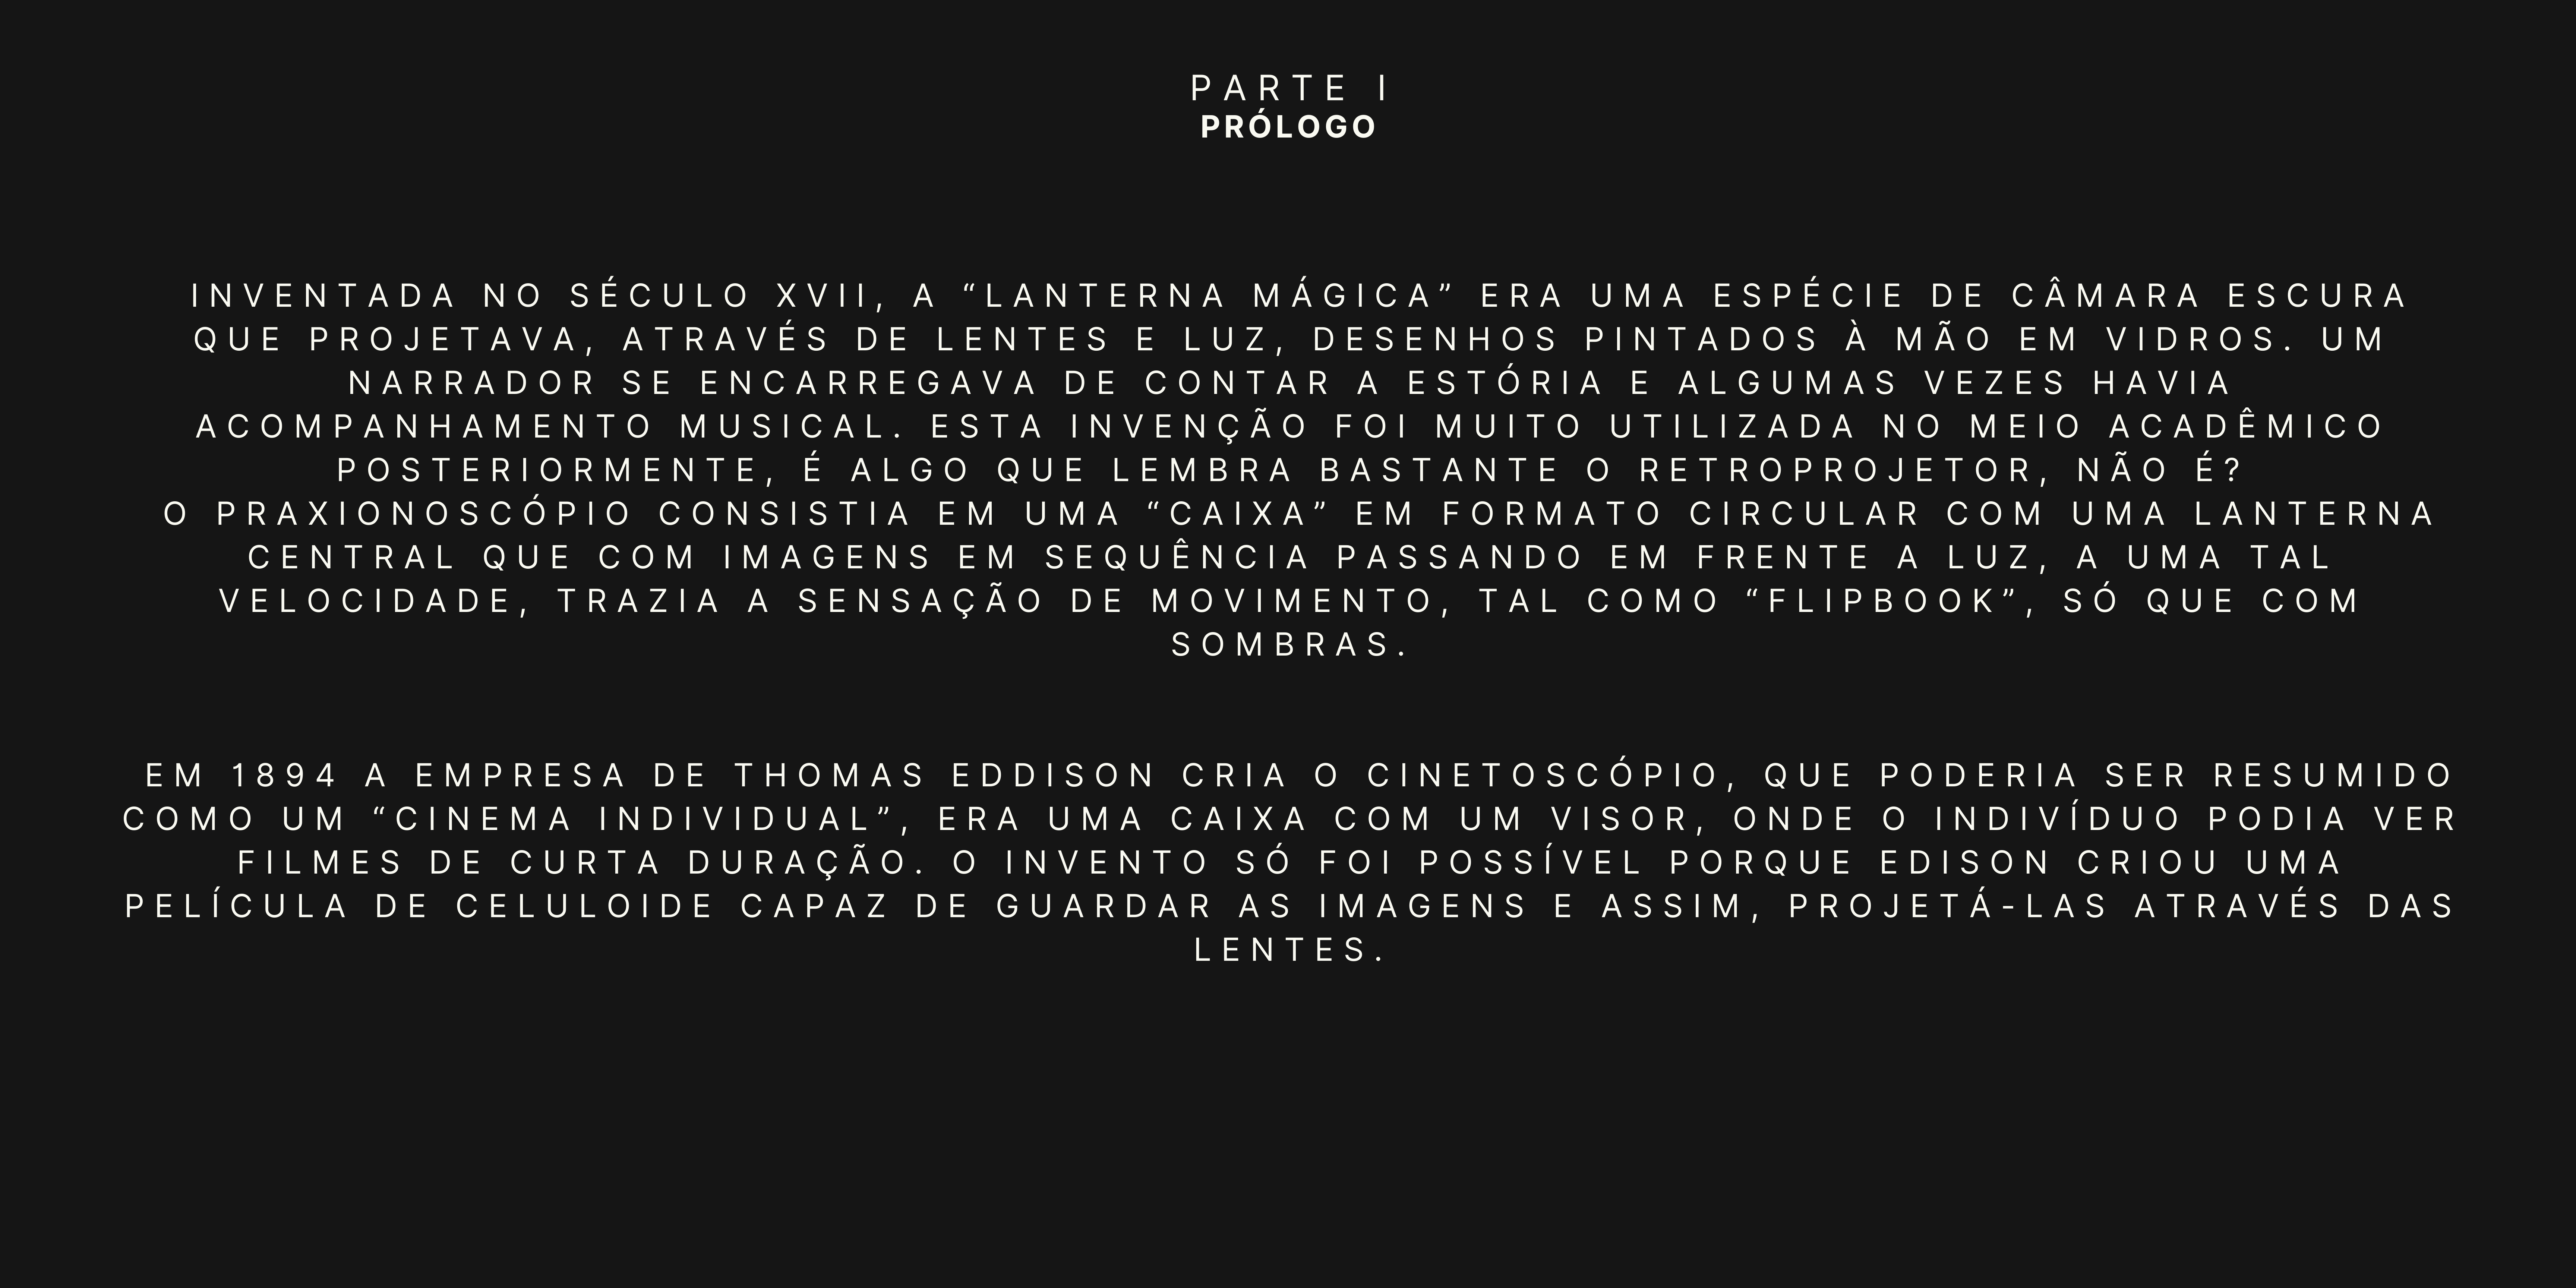 PARTE I
PRÓLOGO
INVENTADA NO SÉCULO XVII, A “LANTERNA MÁGICA” ERA UMA ESPÉCIE DE CÂMARA ESCURA
QUE PROJETAVA, ATRAVÉS DE LENTES E LUZ, DESENHOS PINTADOS À MÃO EM VIDROS. UM
NARRADOR SE ENCARREGAVA DE CONTAR A ESTÓRIA E ALGUMAS VEZES HAVIA
ACOMPANHAMENTO MUSICAL. ESTA INVENÇÃO FOI MUITO UTILIZADA NO MEIO ACADÊMICO
POSTERIORMENTE, É ALGO QUE LEMBRA BASTANTE O RETROPROJETOR, NÃO É?
O PRAXIONOSCÓPIO CONSISTIA EM UMA “CAIXA” EM FORMATO CIRCULAR COM UMA LANTERNA
CENTRAL QUE COM IMAGENS EM SEQUÊNCIA PASSANDO EM FRENTE A LUZ, A UMA TAL
VELOCIDADE, TRAZIA A SENSAÇÃO DE MOVIMENTO, TAL COMO “FLIPBOOK”, SÓ QUE COM
SOMBRAS.
EM 1894 A EMPRESA DE THOMAS EDDISON CRIA O CINETOSCÓPIO, QUE PODERIA SER RESUMIDO
COMO UM “CINEMA INDIVIDUAL”, ERA UMA CAIXA COM UM VISOR, ONDE O INDIVÍDUO PODIA VER
FILMES DE CURTA DURAÇÃO. O INVENTO SÓ FOI POSSÍVEL PORQUE EDISON CRIOU UMA
PELÍCULA DE CELULOIDE CAPAZ DE GUARDAR AS IMAGENS E ASSIM, PROJETÁ-LAS ATRAVÉS DAS
LENTES.